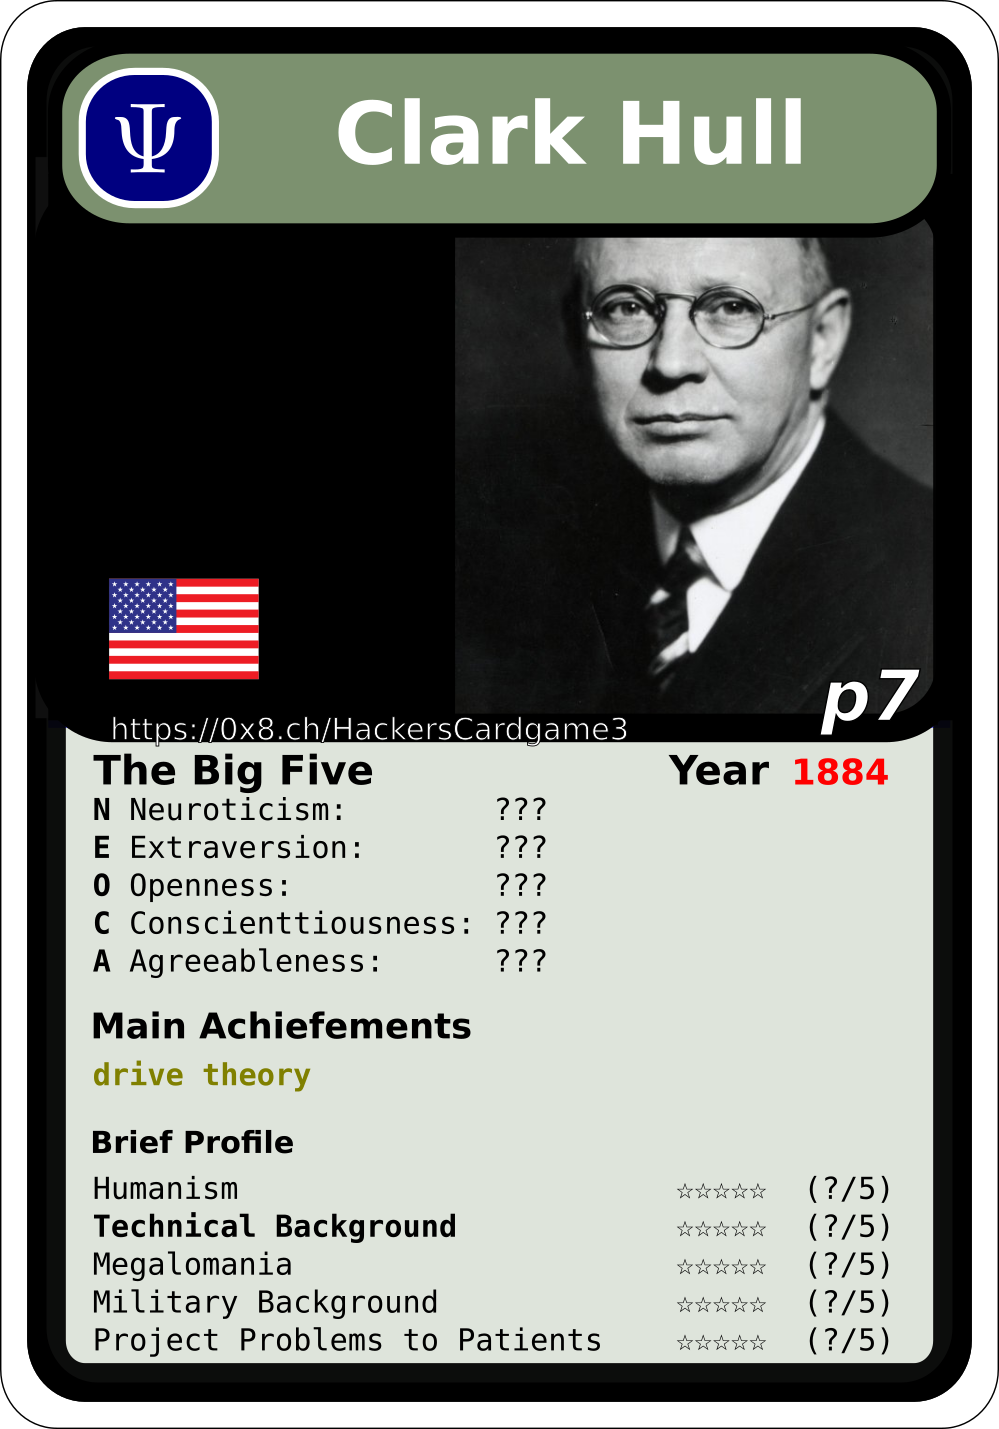 Ψ Clark Hull
p7
https://0x8.ch/HackersCardgame3
The Big Five Year 1884
N Neuroticism: ???
E Extraversion: ???
O Openness: ???
C Conscienttiousness: ???
A Agreeableness: ???
Main Achiefements
drive theory
Brief Profile
Humanism ☆☆☆☆☆ (?/5)
Technical Background ☆☆☆☆☆ (?/5)
Megalomania ☆☆☆☆☆ (?/5)
Military Background ☆☆☆☆☆ (?/5)
Project Problems to Patients ☆☆☆☆☆ (?/5)